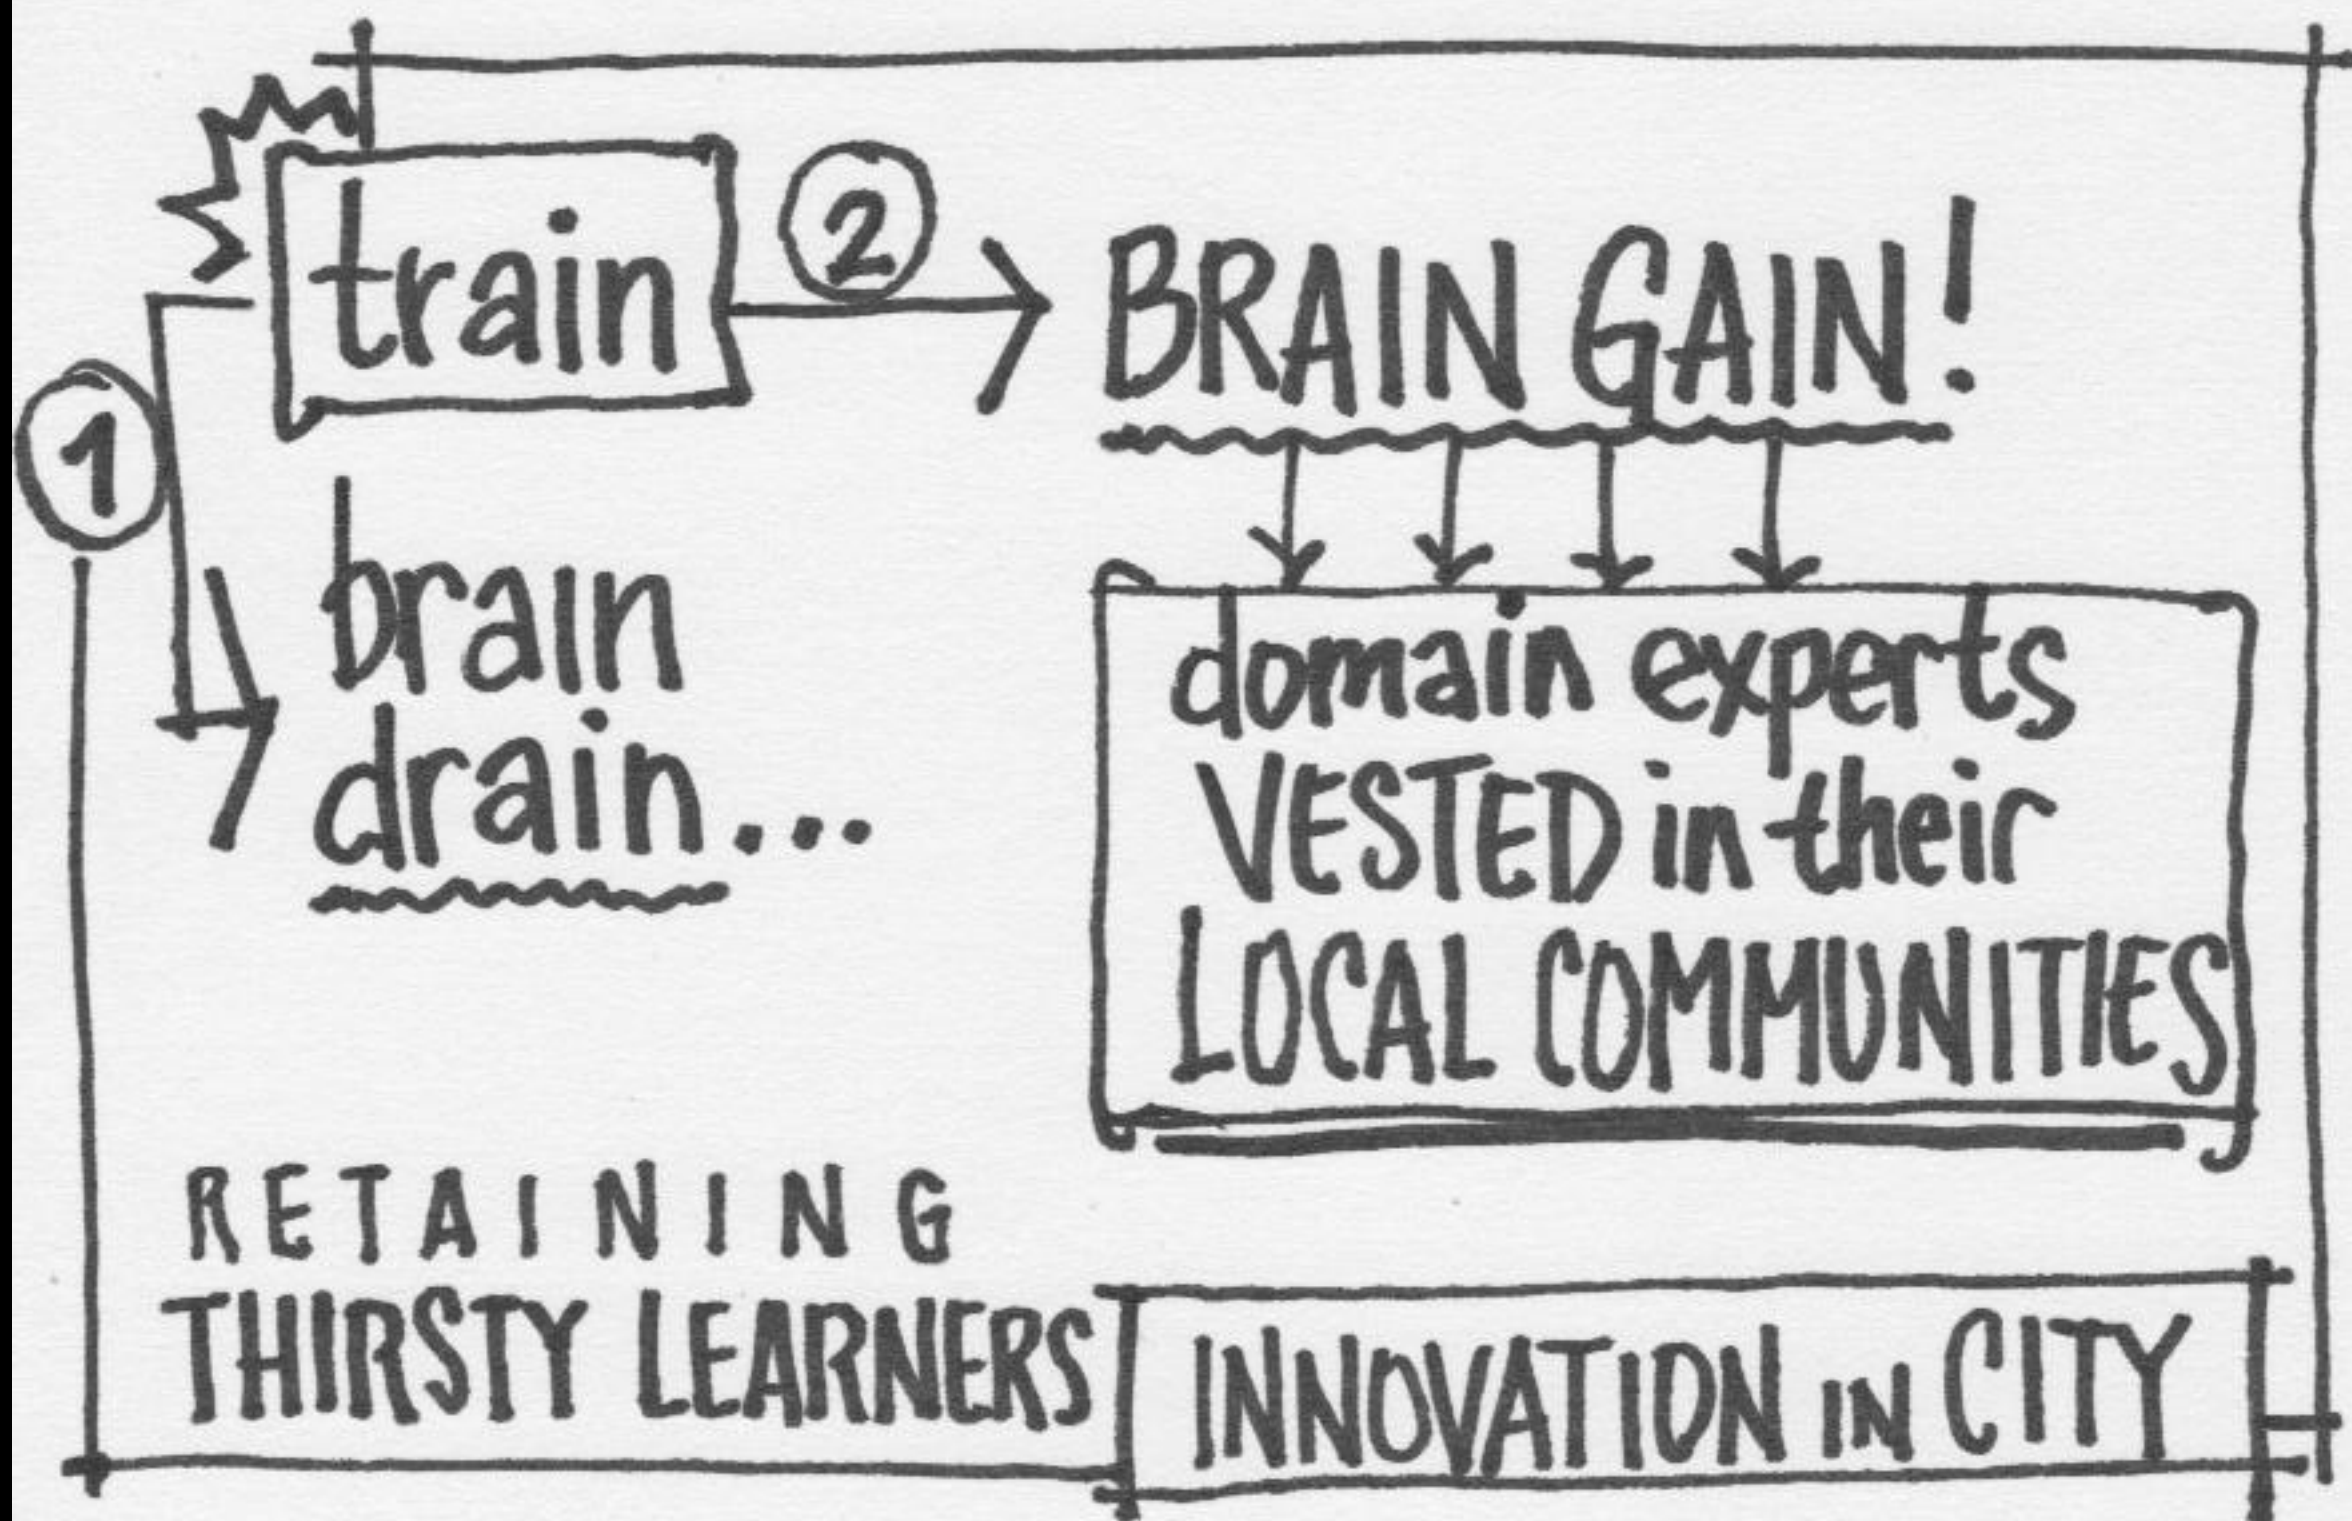 train
2
BRAIN GAIN!
1
brain
drain...
domain experts
VESTED in their
LOCAL COMMUNITIES
RETAINING
THIRSTY LEARNERS
INNOVATION IN CITY